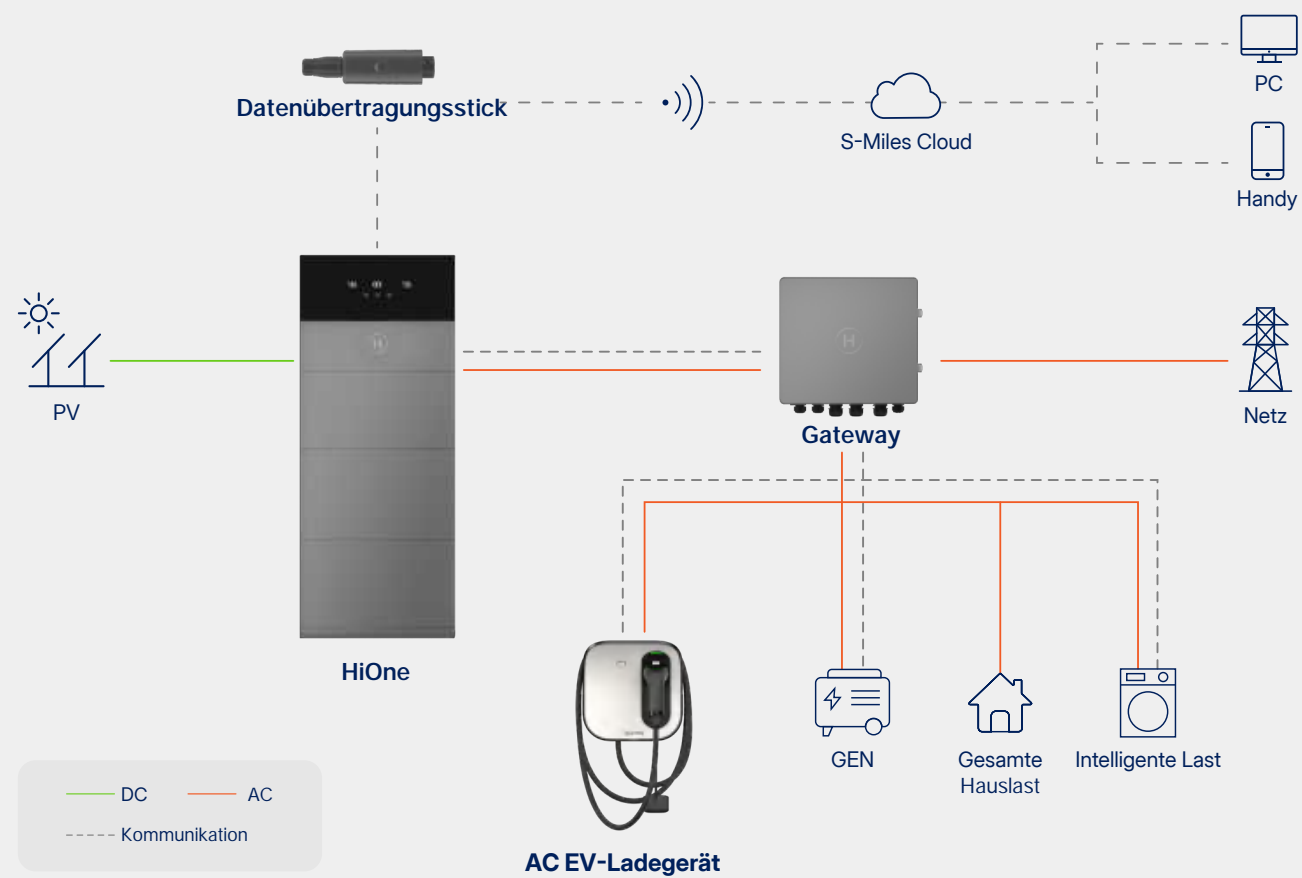 Datenübertragungsstick
S-Miles Cloud
PC
Handy
PV
H
H
Gateway
Netz
HiOne
GEN
Gesamte
Hauslast
Intelligente Last
DC
AC
Kommunikation
AC EV-Ladegerät